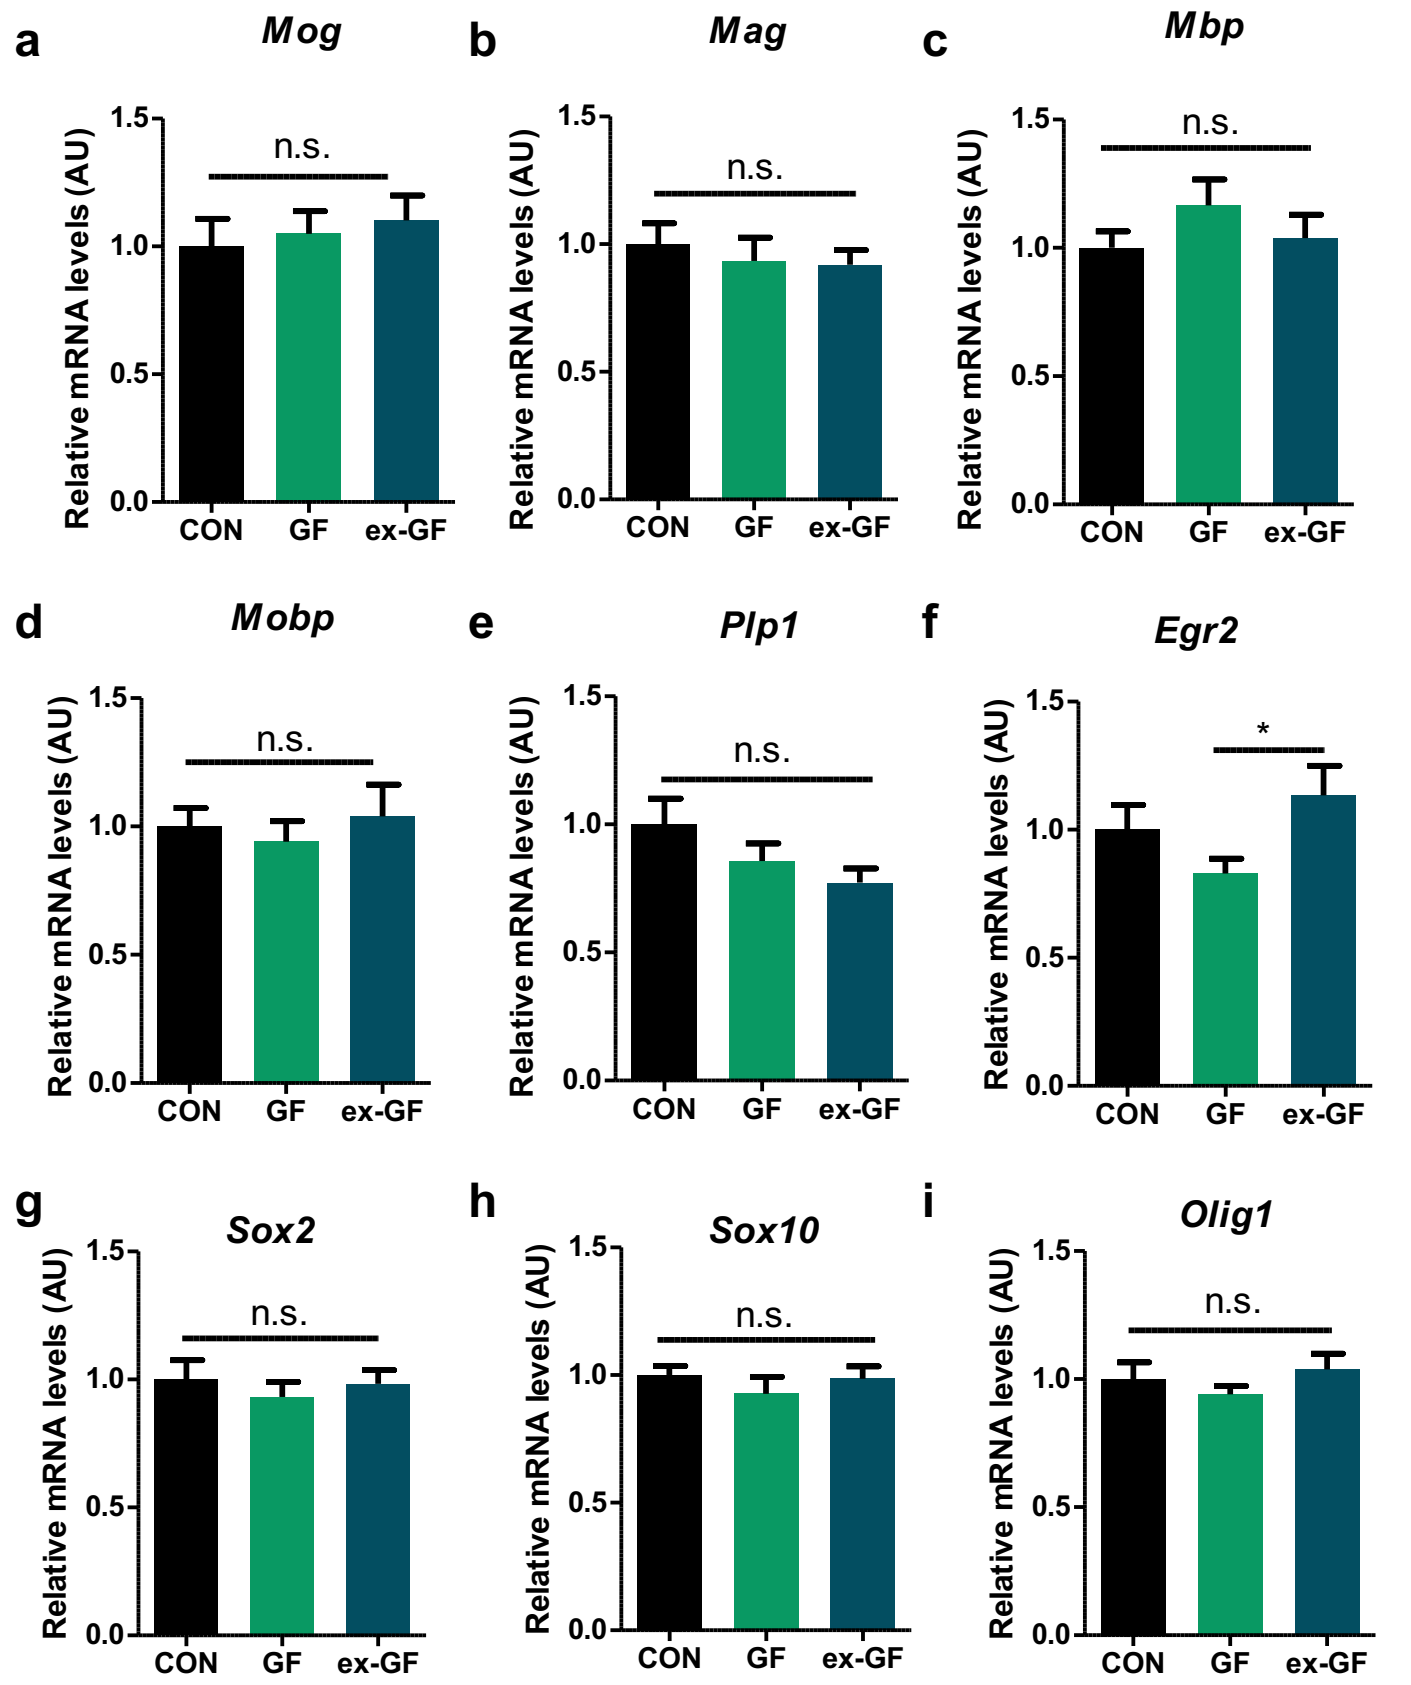 a
Mog
Relative mRNA levels (AU)
1.5
1.0
0.5
0.0
n.s.
CON GF ex-GF
b
Mag
Relative mRNA levels (AU)
1.5
1.0
0.5
0.0
n.s.
CON GF ex-GF
c
Mbp
Relative mRNA levels (AU)
1.5
1.0
0.5
0.0
n.s.
CON GF ex-GF
d
Mobp
Relative mRNA levels (AU)
1.5
1.0
0.5
0.0
n.s.
CON GF ex-GF
e
Plp1
Relative mRNA levels (AU)
1.5
1.0
0.5
0.0
n.s.
CON GF ex-GF
f
Egr2
Relative mRNA levels (AU)
1.5
1.0
0.5
0.0
*
CON GF ex-GF
g
Sox2
Relative mRNA levels (AU)
1.5
1.0
0.5
0.0
n.s.
CON GF ex-GF
h
Sox10
Relative mRNA levels (AU)
1.5
1.0
0.5
0.0
n.s.
CON GF ex-GF
i
Olig1
Relative mRNA levels (AU)
1.5
1.0
0.5
0.0
n.s.
CON GF ex-GF